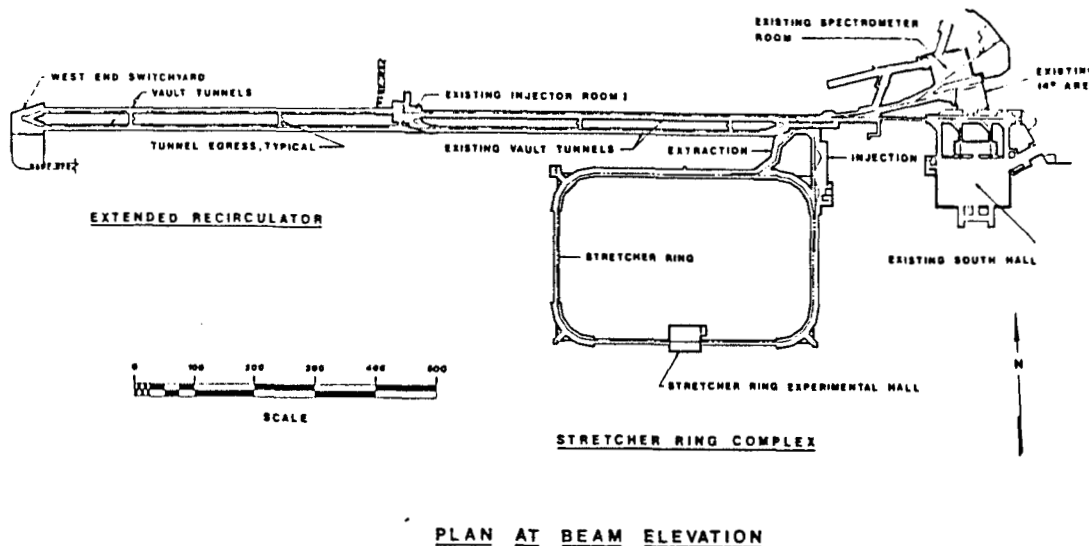 EXISTING SPECTROMETER
ROOM
WEST END SWITCHYARD
VAULT TUNNELS
EXISTING INJECTOR ROOM
EXISTING
14° AREA
TUNNEL EGRESS, TYPICAL
EXISTING VAULT TUNNELS
EXTRACTION
INJECTION
EXTENDED RECIRCULATOR
STRETCHER RING
EXISTING SOUTH HALL
N
0 100 200 300 400 500
SCALE
STRETCHER RING EXPERIMENTAL HALL
STRETCHER RING COMPLEX
PLAN AT BEAM ELEVATION